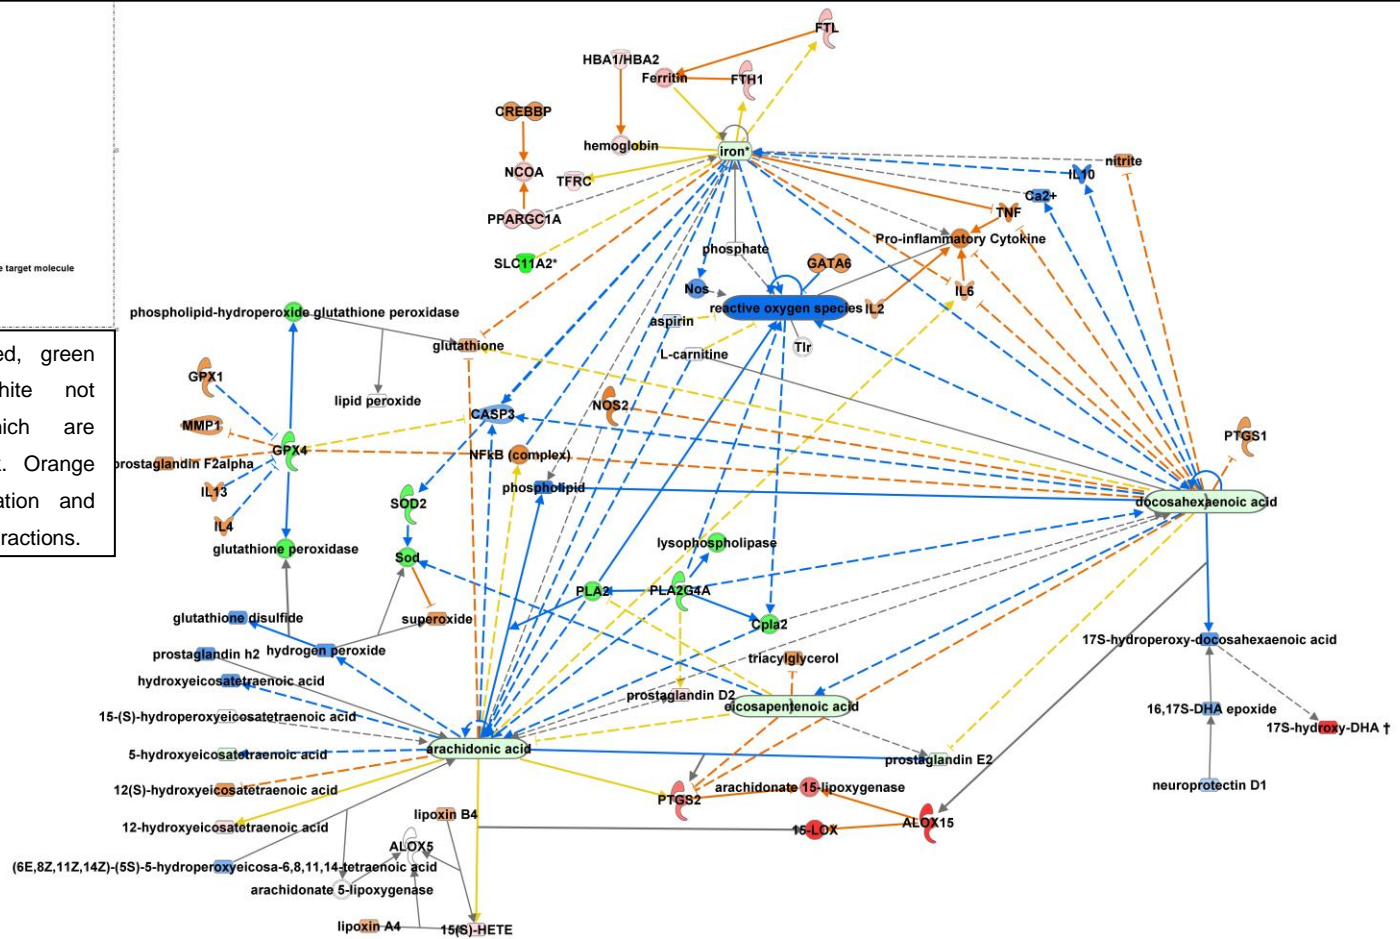 FTL
HBA1/HBA2
Ferritin
FTH1
CREBBP
hemoglobin
iron*
nitrite
NCOA
TFRC
IL10
Ca2+
PPARGC1A
TNF
phosphate
Pro-inflammatory Cytokine
SLC11A2*
GATA6
e target molecule
Nos
IL6
reactive oxygen species
IL2
phospholipid-hydroperoxide glutathione peroxidase
aspirin
glutathione
L-carnitine
Tlr
ed, green
hite not
hich are
k. Orange
ation and
ractions.
GPX1
lipid peroxide
NOS2
CASP3
MMP1
PTGS1
GPX4
NFkB (complex)
prostaglandin F2alpha
IL13
phospholipid
SOD2
docosahexaenoic acid
IL4
glutathione peroxidase
lysophospholipase
Sod
PLA2
PLA2G4A
glutathione disulfide
superoxide
Cpla2
17S-hydroperoxy-docosahexaenoic acid
prostaglandin h2
hydrogen peroxide
triacylglycerol
hydroxyeicosatetraenoic acid
prostaglandin D2
eicosapentenoic acid
16,17S-DHA epoxide
15-(S)-hydroperoxyeicosatetraenoic acid
17S-hydroxy-DHA †
arachidonic acid
5-hydroxyeicosatetraenoic acid
prostaglandin E2
12(S)-hydroxyeicosatetraenoic acid
PTGS2
arachidonate 15-lipoxygenase
neuroprotectin D1
lipoxin B4
12-hydroxyeicosatetraenoic acid
15-LOX
ALOX15
ALOX5
(6E,8Z,11Z,14Z)-(5S)-5-hydroperoxyeicosa-6,8,11,14-tetraenoic acid
arachidonate 5-lipoxygenase
lipoxin A4
15(S)-HETE